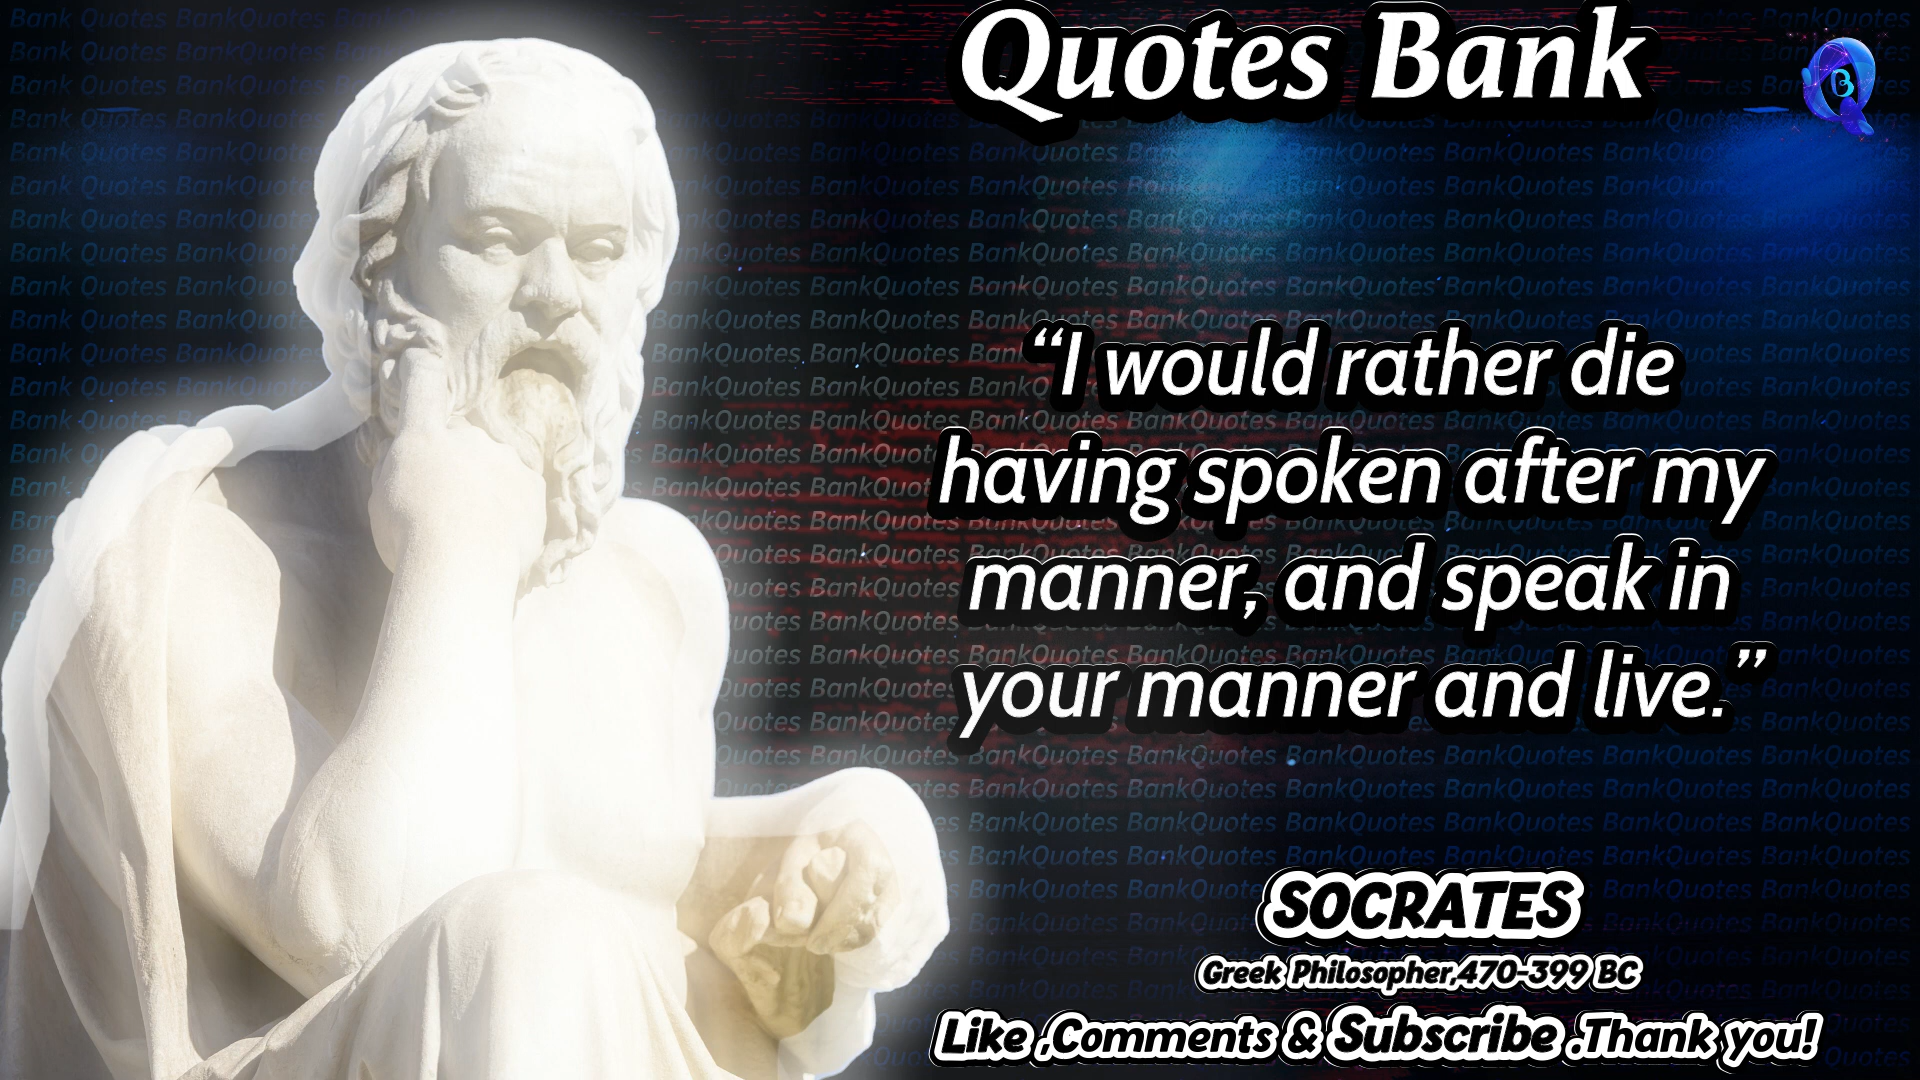 Quotes Bank
“I would rather die
having spoken after my
manner, and speak in
your manner and live.”
SOCRATES
Greek Philosopher,470-399 BC
Like ,Comments & Subscribe .Thank you!